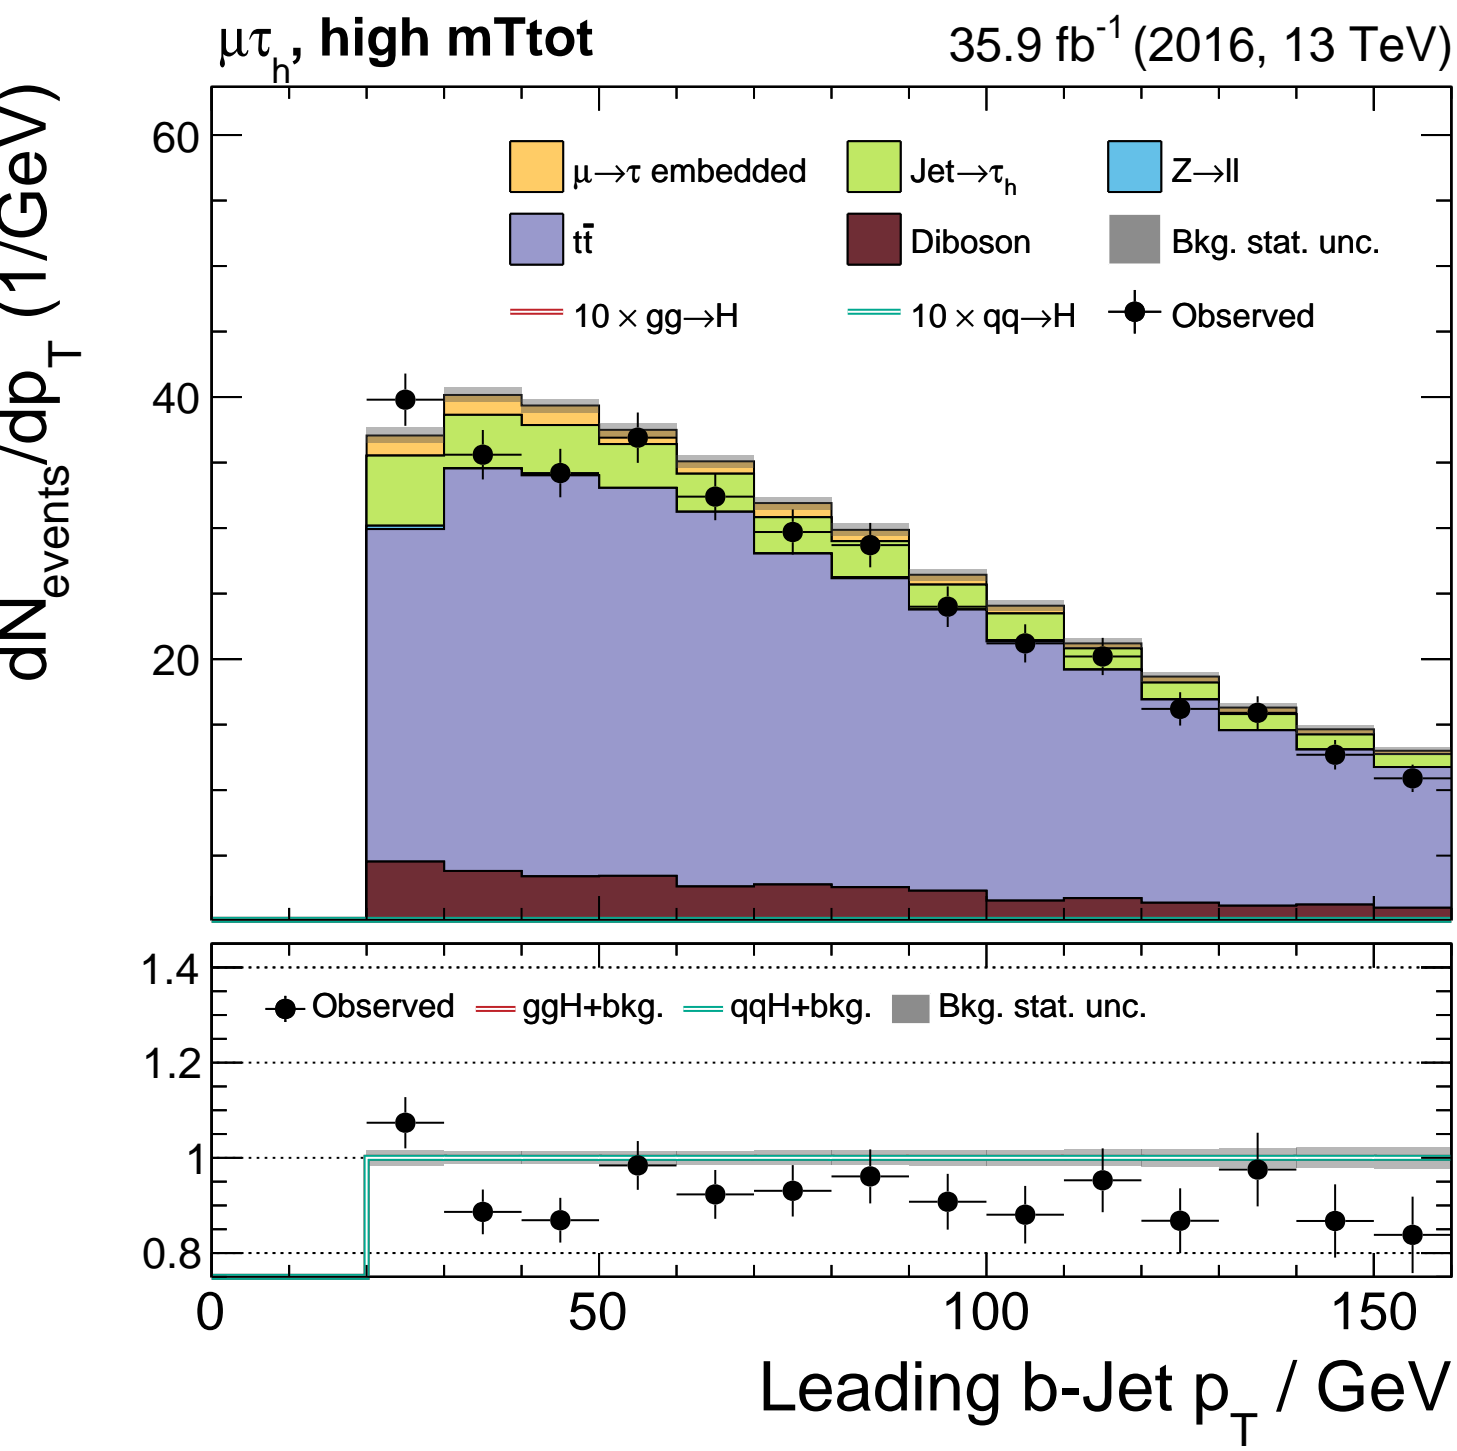 μτh, high mTtot 35.9 fb-1 (2016, 13 TeV)
dNevents/dpT (1/GeV)
60
40
20
μ→τ embedded Jet→τh Z→ll
tt̄ Diboson Bkg. stat. unc.
10 × gg→H 10 × qq→H Observed
1.4
1.2
1
0.8
Observed ggH+bkg. qqH+bkg. Bkg. stat. unc.
0 50 100 150
Leading b-Jet pT / GeV